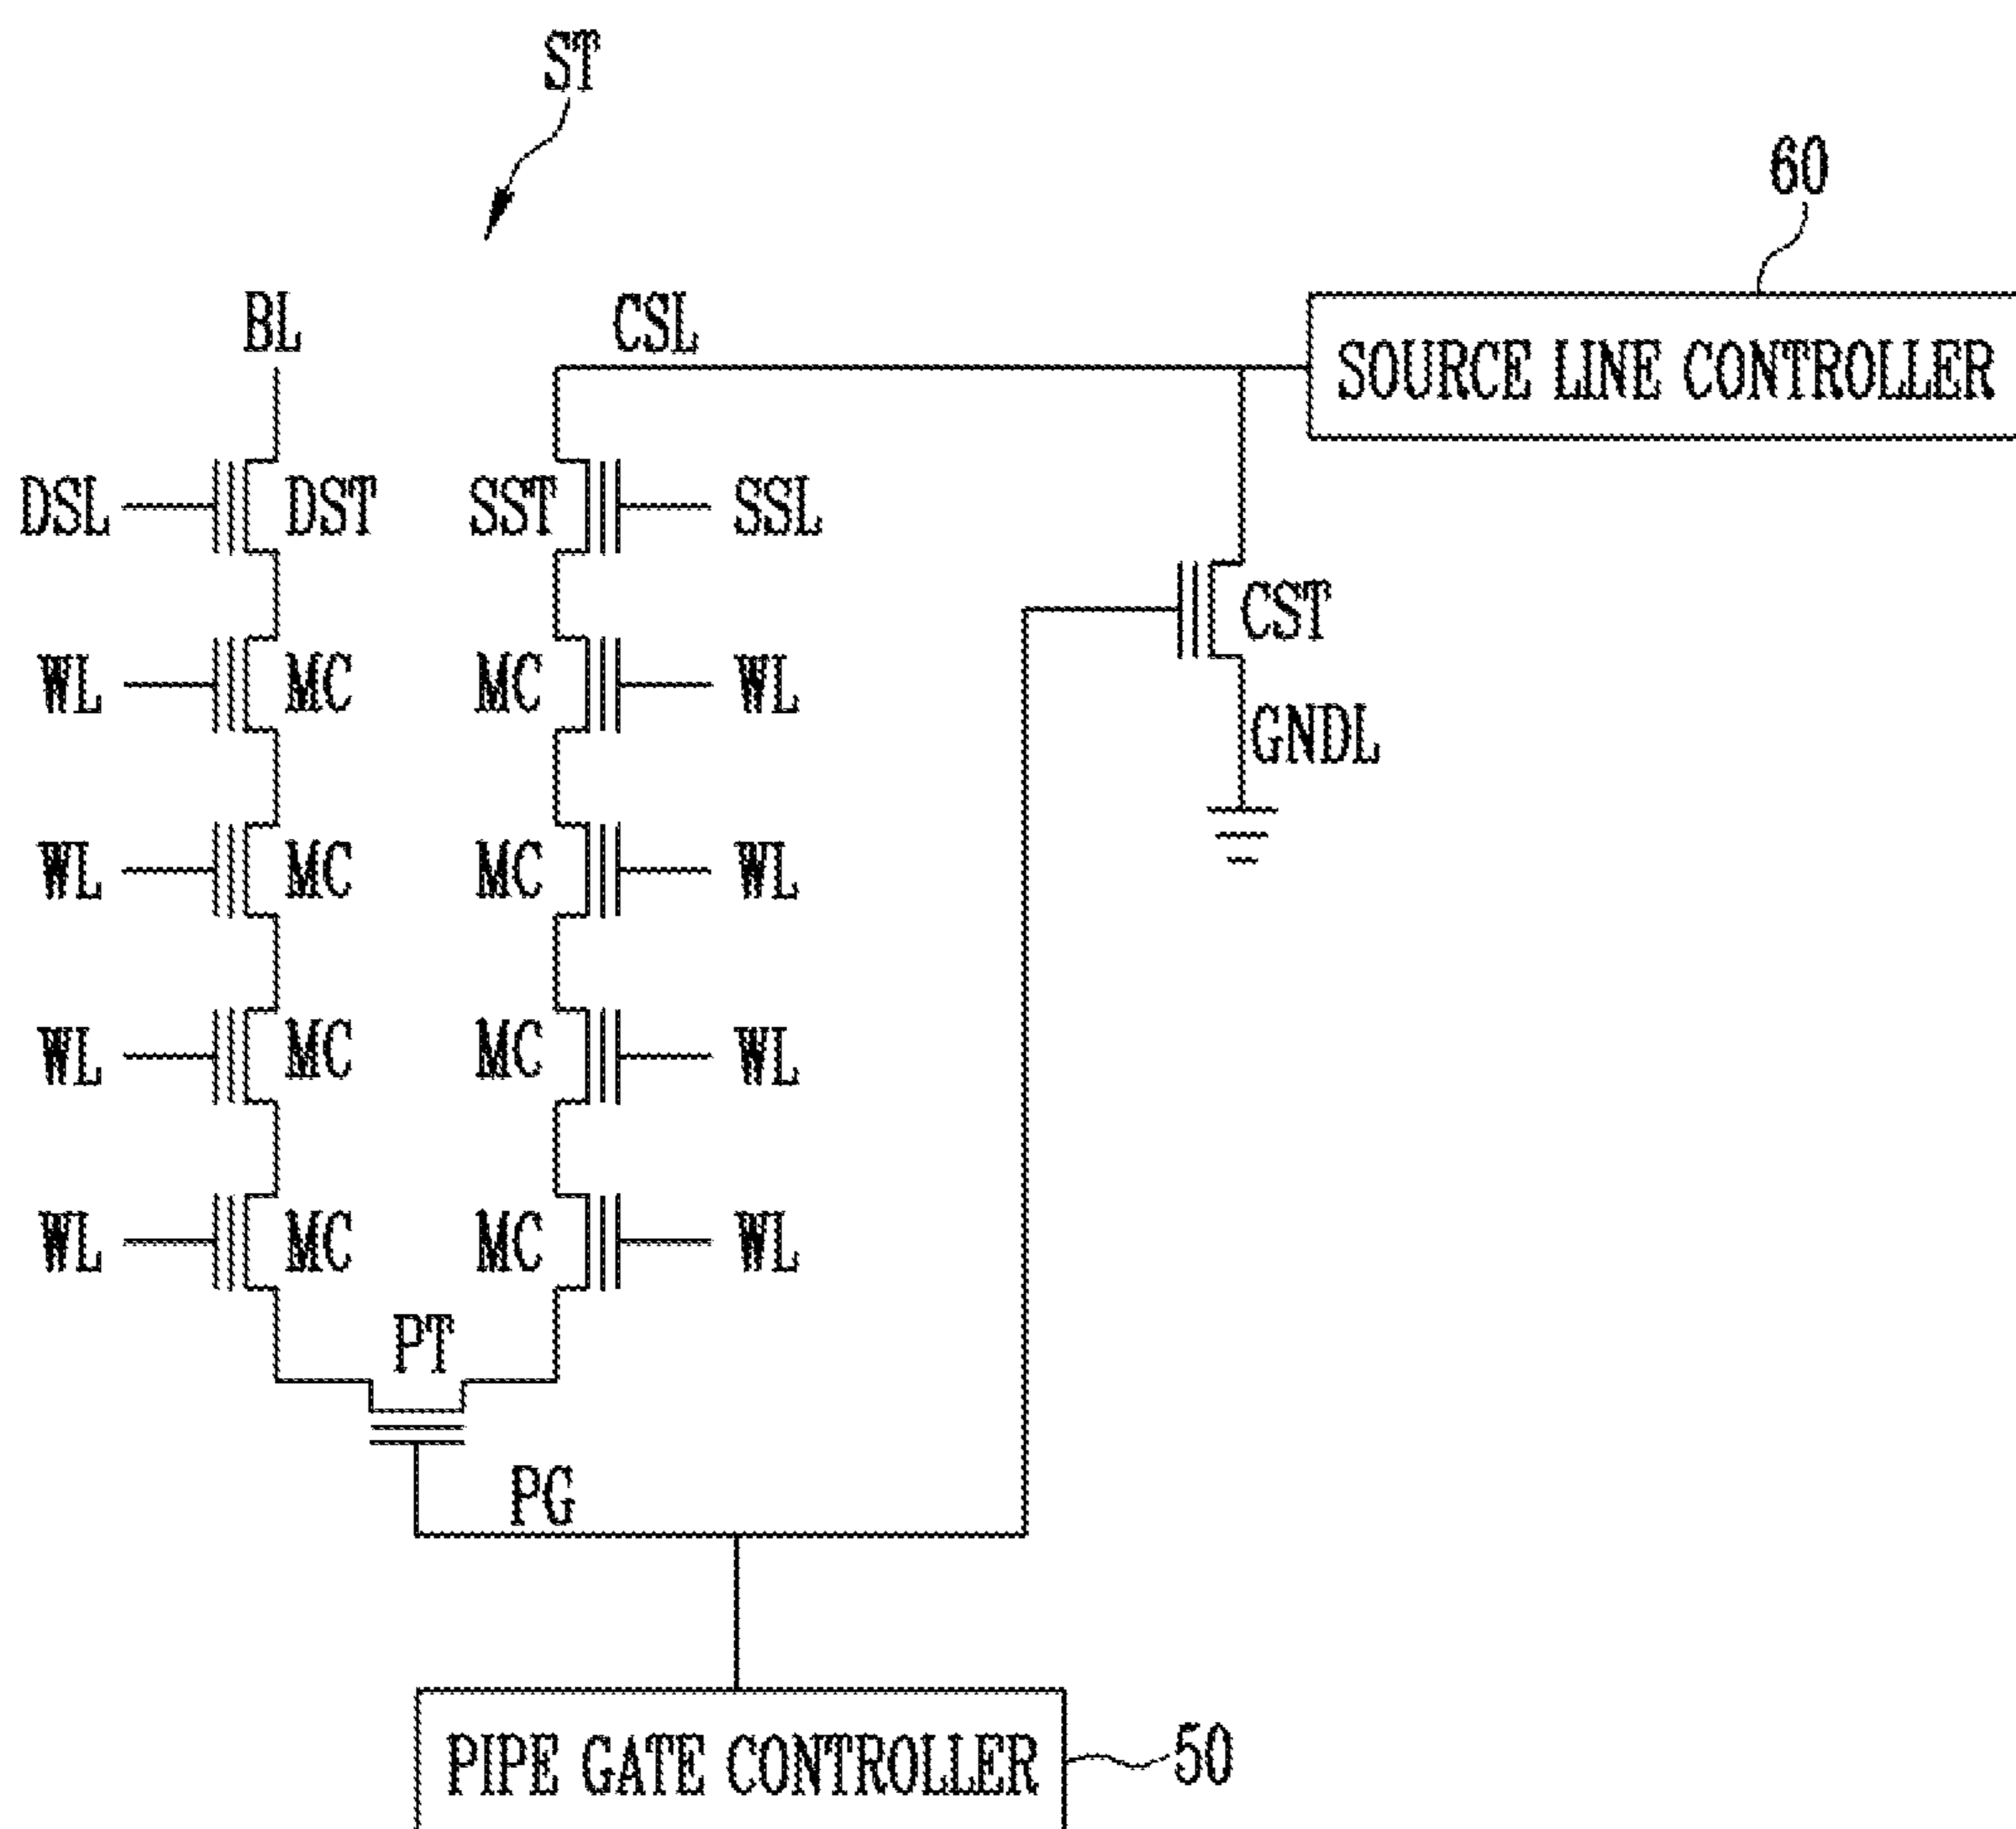 ST
60
BL
CSL
SOURCE LINE CONTROLLER
DSL
DST
SST
SSL
CST
WL
MC
MC
WL
GNDL
WL
MC
MC
WL
WL
MC
MC
WL
WL
MC
MC
WL
PT
PG
PIPE GATE CONTROLLER
50